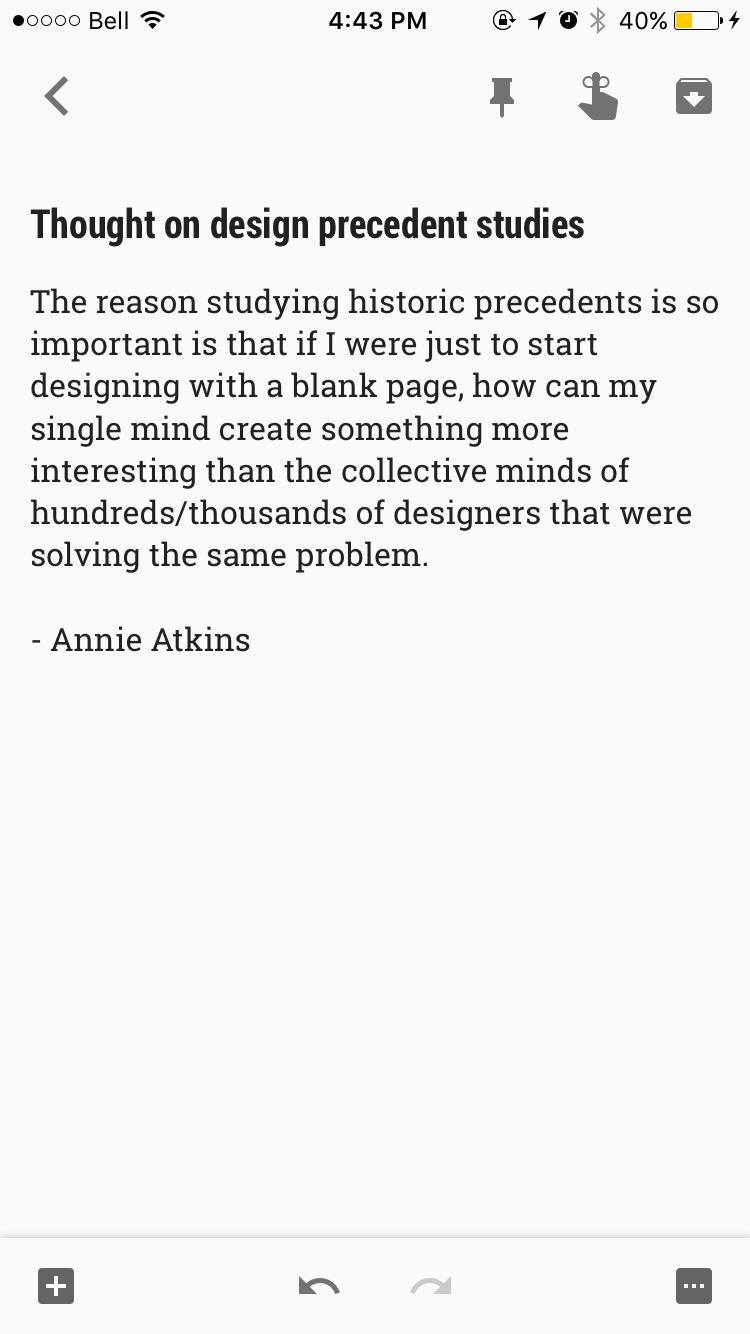 Bell 4:43 PM 40%
Thought on design precedent studies
The reason studying historic precedents is so
important is that if I were just to start
designing with a blank page, how can my
single mind create something more
interesting than the collective minds of
hundreds/thousands of designers that were
solving the same problem.
- Annie Atkins